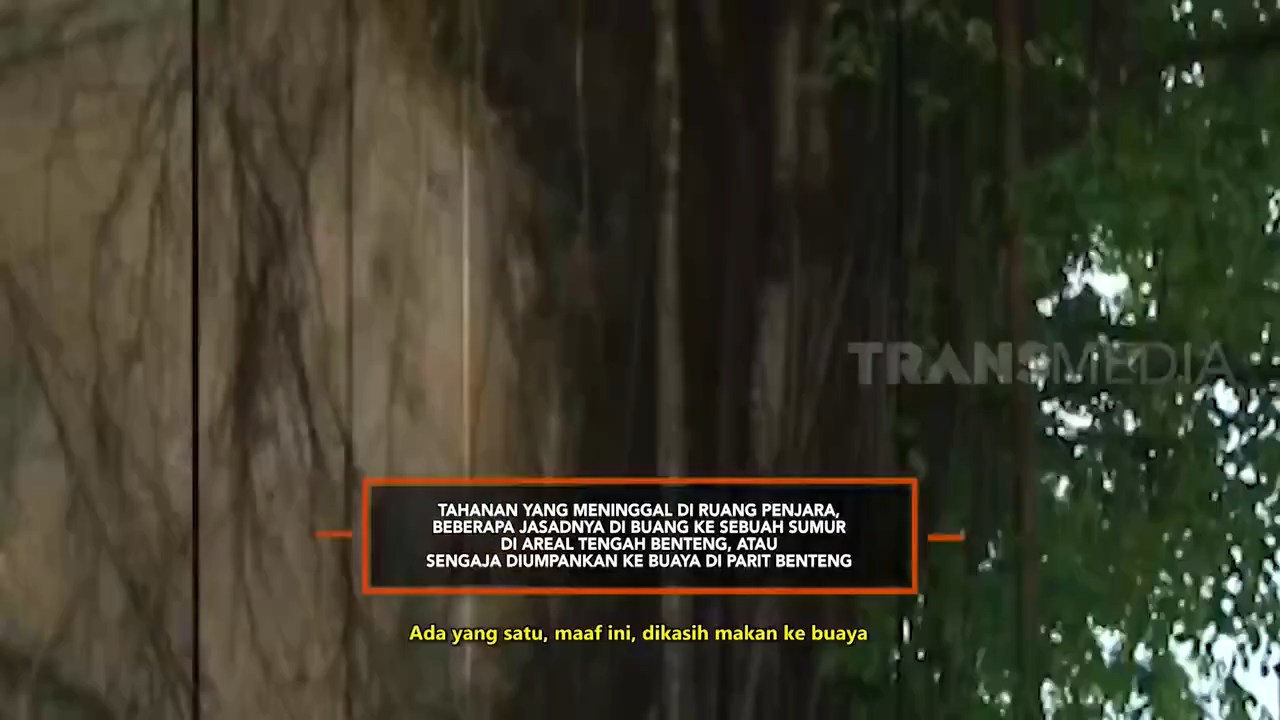 TRANSMEDIA
TAHANAN YANG MENINGGAL DI RUANG PENJARA,
BEBERAPA JASADNYA DI BUANG KE SEBUAH SUMUR
DI AREAL TENGAH BENTENG, ATAU
SENGAJA DIUMPANKAN KE BUAYA DI PARIT BENTENG
Ada yang satu, maaf ini, dikasih makan ke buaya